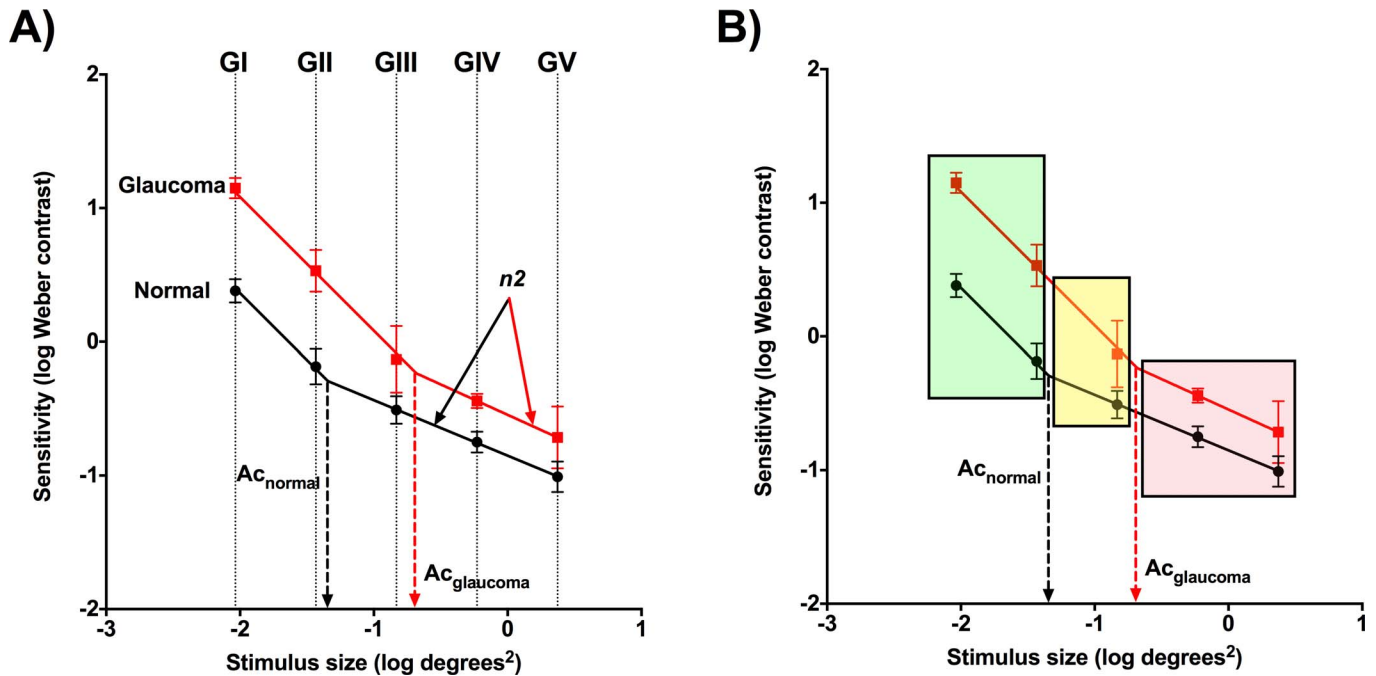 A)
GI GII GIII GIV GV
2
1
0
-1
-2
Sensitivity (log Weber contrast)
Glaucoma
Normal
n2
Acnormal
Acglaucoma
-3 -2 -1 0 1
Stimulus size (log degrees²)
B)
2
1
0
-1
-2
Sensitivity (log Weber contrast)
Acnormal
Acglaucoma
-3 -2 -1 0 1
Stimulus size (log degrees²)